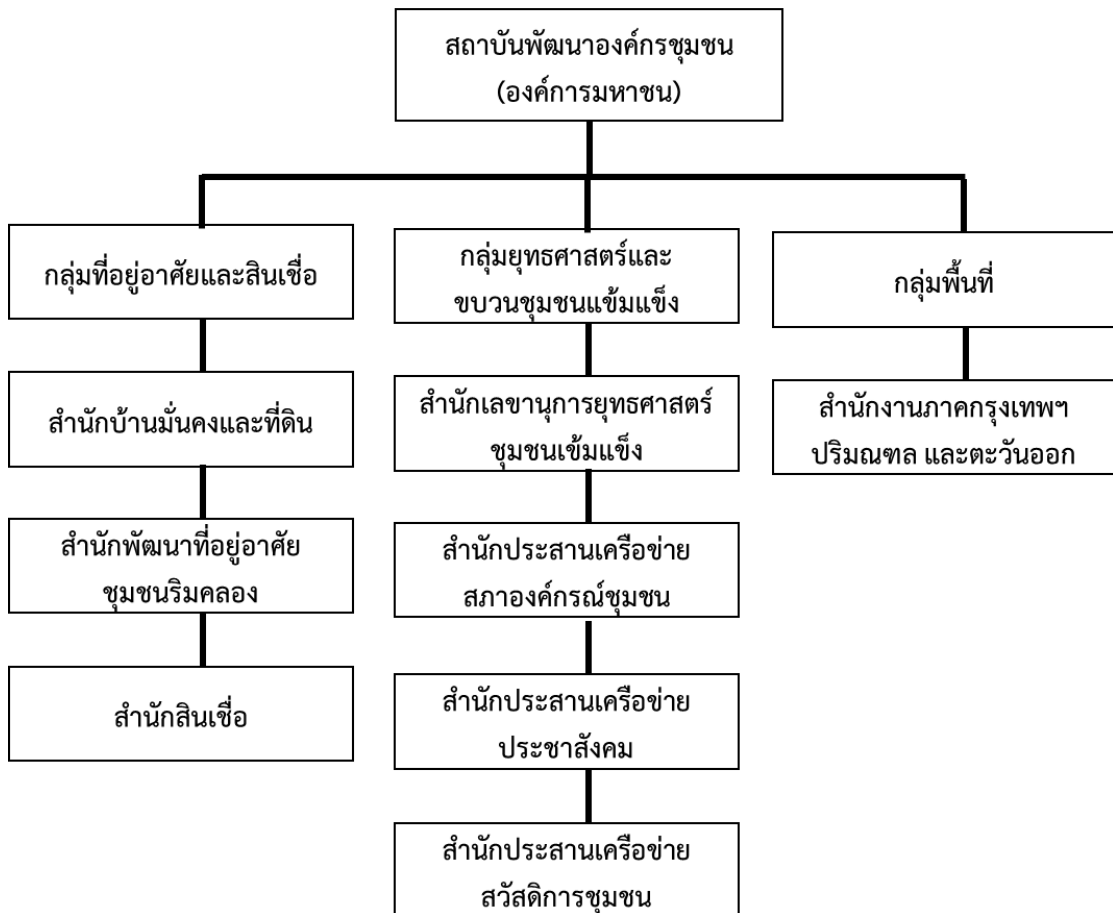 สถาบันพัฒนาองค์กรชุมชน
(องค์การมหาชน)
กลุ่มที่อยู่อาศัยและสินเชื่อ
สำนักบ้านมั่นคงและที่ดิน
สำนักพัฒนาที่อยู่อาศัย
ชุมชนริมคลอง
สำนักสินเชื่อ
กลุ่มยุทธศาสตร์และ
ขบวนชุมชนแข้มแข็ง
สำนักเลขานุการยุทธศาสตร์
ชุมชนเข้มแข็ง
สำนักประสานเครือข่าย
สภาองค์กรณ์ชุมชน
สำนักประสานเครือข่าย
ประชาสังคม
สำนักประสานเครือข่าย
สวัสดิการชุมชน
กลุ่มพื้นที่
สำนักงานภาคกรุงเทพฯ
ปริมณฑล และตะวันออก